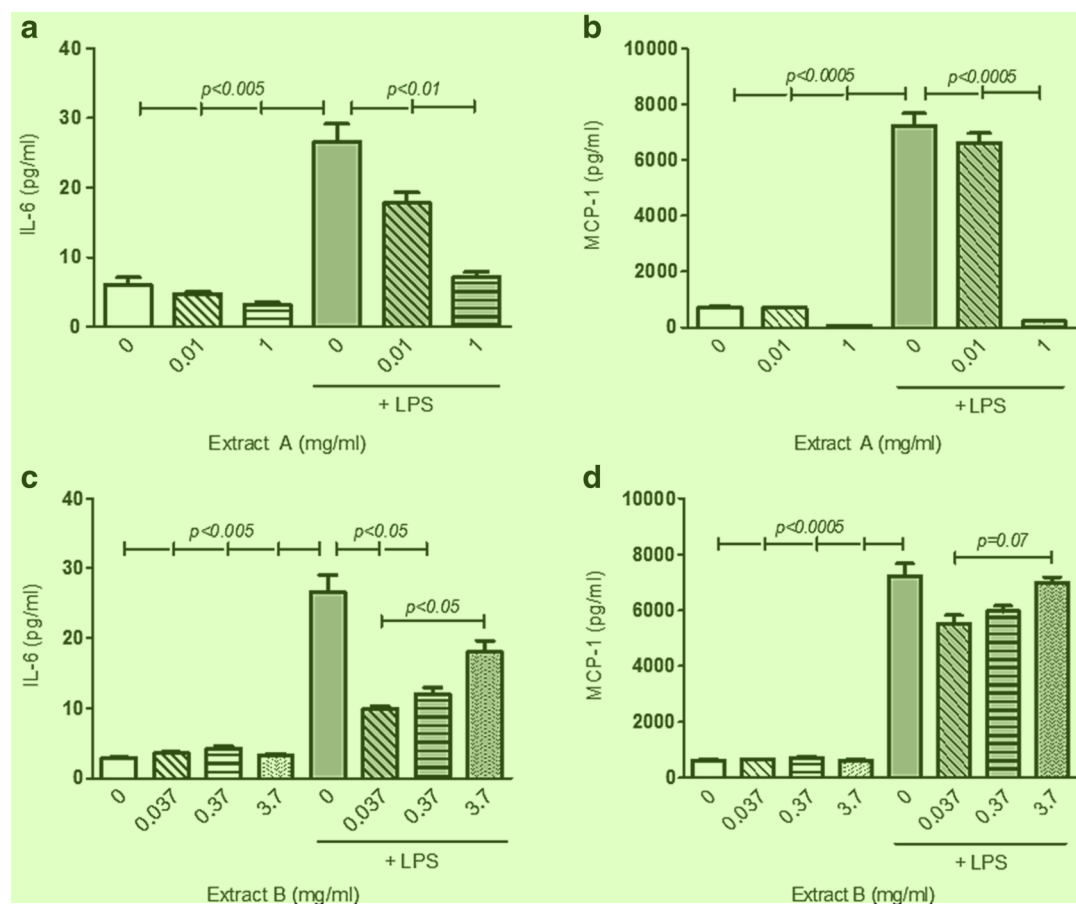 a
40
30
20
10
0
IL-6 (pg/ml)
p<0.005
p<0.01
0
0.01
1
0
0.01
1
+ LPS
Extract A (mg/ml)
b
10000
8000
6000
4000
2000
0
MCP-1 (pg/ml)
p<0.0005
p<0.0005
0
0.01
1
0
0.01
1
+ LPS
Extract A (mg/ml)
c
40
30
20
10
0
IL-6 (pg/ml)
p<0.005
p<0.05
p<0.05
0
0.037
0.37
3.7
0
0.037
0.37
3.7
+ LPS
Extract B (mg/ml)
d
10000
8000
6000
4000
2000
0
MCP-1 (pg/ml)
p<0.0005
p=0.07
0
0.037
0.37
3.7
0
0.037
0.37
3.7
+ LPS
Extract B (mg/ml)